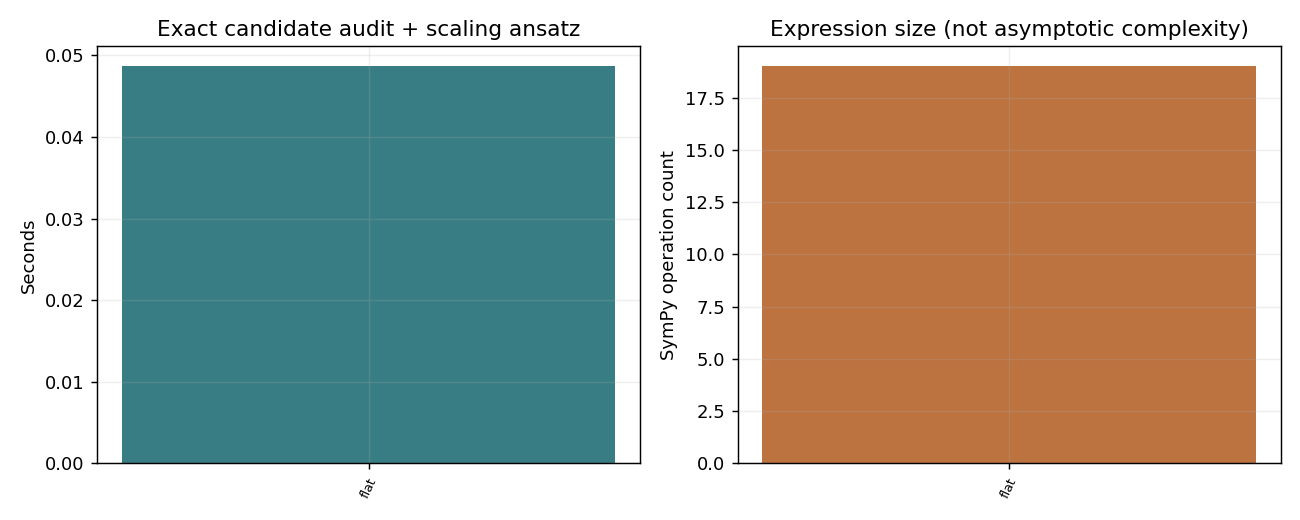 Exact candidate audit + scaling ansatz
Seconds
0.05
0.04
0.03
0.02
0.01
0.00
flat
Expression size (not asymptotic complexity)
SymPy operation count
17.5
15.0
12.5
10.0
7.5
5.0
2.5
0.0
flat